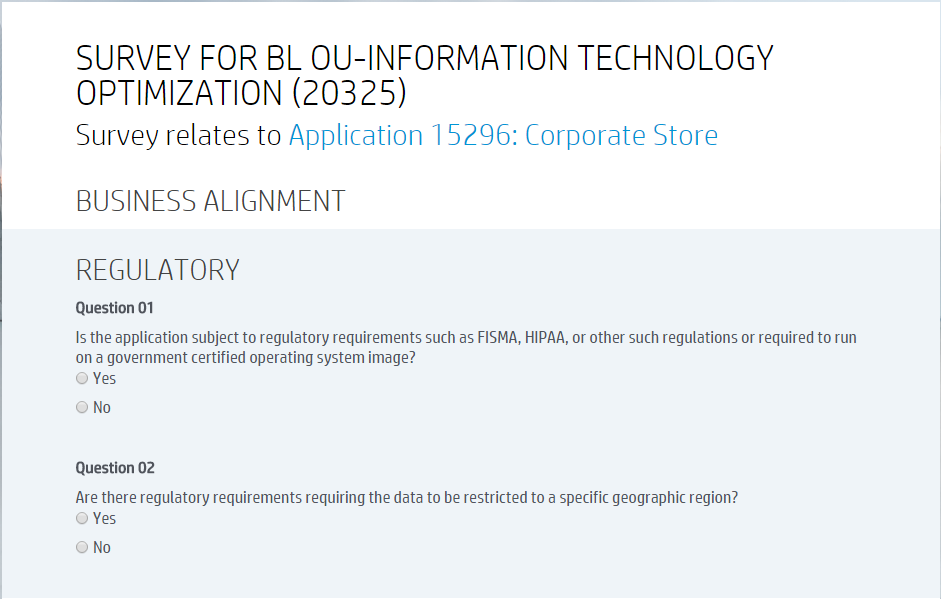 SURVEY FOR BL OU-INFORMATION TECHNOLOGY
OPTIMIZATION (20325)
Survey relates to Application 15296: Corporate Store
BUSINESS ALIGNMENT
REGULATORY
Question 01
Is the application subject to regulatory requirements such as FISMA, HIPAA, or other such regulations or required to run
on a government certified operating system image?
Yes
No
Question 02
Are there regulatory requirements requiring the data to be restricted to a specific geographic region?
Yes
No